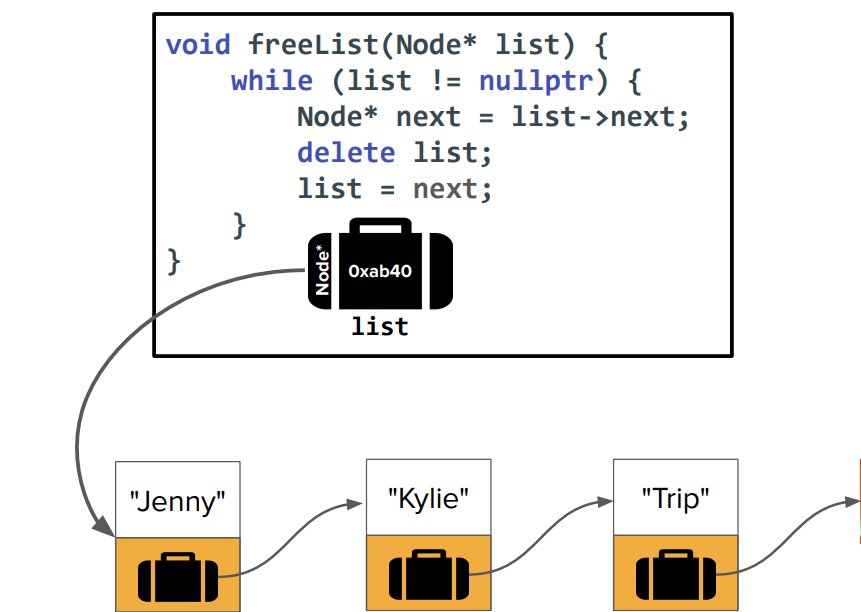 void freeList(Node* list) {
    while (list != nullptr) {
        Node* next = list->next;
        delete list;
        list = next;
    }
}
Node*
0xab40
list
"Jenny"
"Kylie"
"Trip"